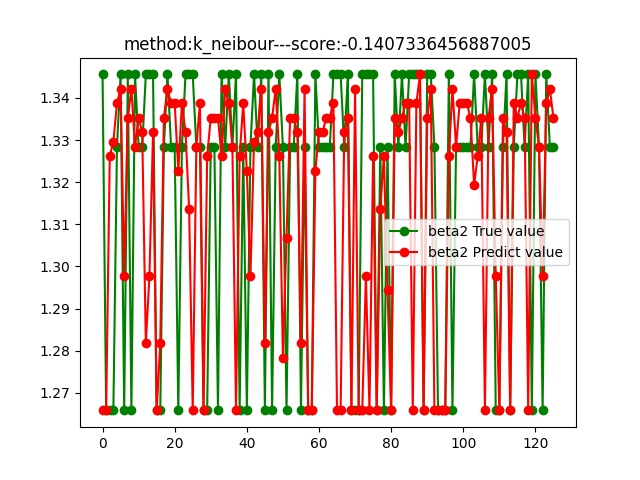 method:k_neibour---score:-0.1407336456887005
1.34
1.33
1.32
1.31
1.30
1.29
1.28
1.27
beta2 True value
beta2 Predict value
0 20 40 60 80 100 120